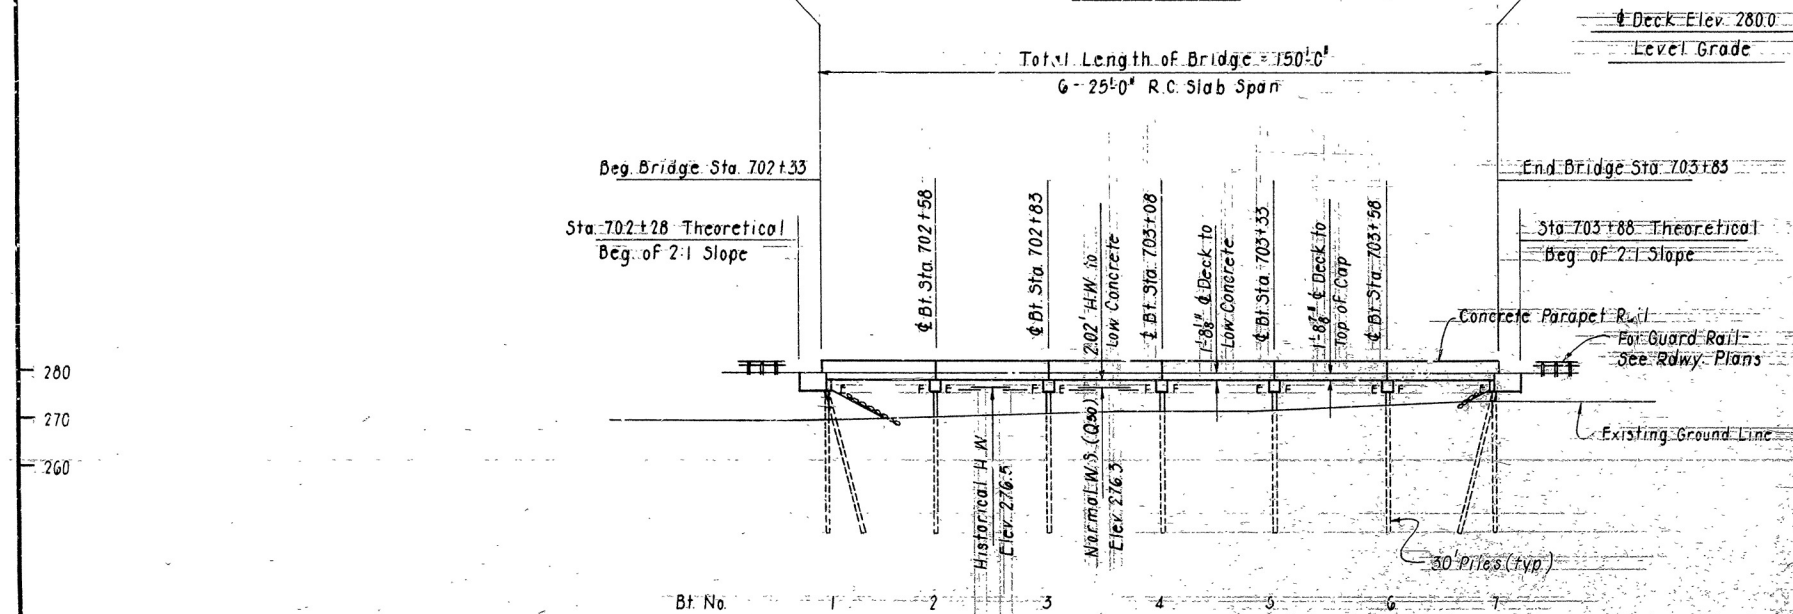 ₵ Deck Elev. 280.0
Level Grade
Total Length of Bridge = 150'-0"
6 - 25'-0" R.C. Slab Span
Beg. Bridge Sta. 702+33
End Bridge Sta. 703+83
Sta. 702+28 Theoretical
Beg. of 2:1 Slope
₵ Bt. Sta. 702+58
₵ Bt. Sta. 702+83
2.02' H.W. to
Low Concrete
₵ Bt. Sta. 703+08
1'-8 1/8" ₵ Deck to
Low Concrete
₵ Bt. Sta. 703+33
1'-8 7/8" ₵ Deck to
Top of Cap
₵ Bt. Sta. 703+58
Sta. 703+88 Theoretical
Beg. of 2:1 Slope
Concrete Parapet Rail
For Guard Rail-
See Rdwy. Plans
280
270
260
E F E F E F E F E F E
Existing Ground Line
Historical H.W.
Elev. 276.5
Normal W.S. (Q50)
Elev. 276.3
30' Piles (typ.)
Bt. No. 1 2 3 4 5 6 7